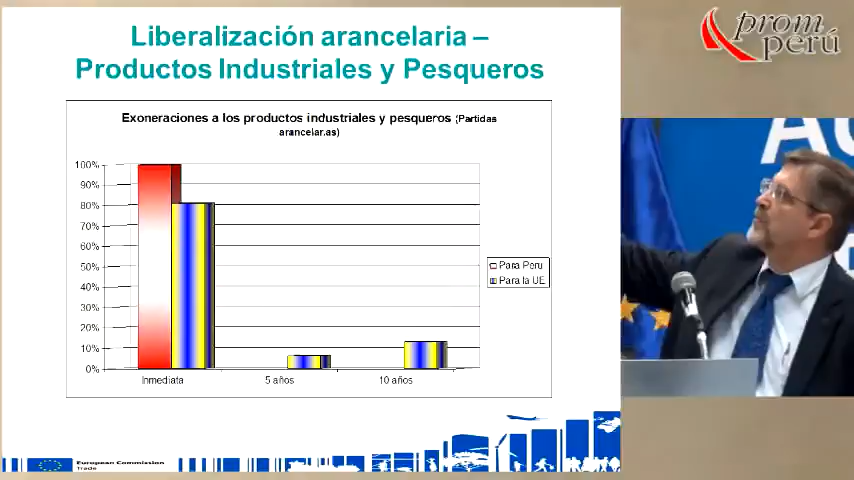 Liberalización arancelaria –
Productos Industriales y Pesqueros
prom
perú
Exoneraciones a los productos industriales y pesqueros (Partidas
arancelar.as)
100%
90%
80%
70%
60%
50%
40%
30%
20%
10%
0%
Inmediata
5 años
10 años
Para Peru
Para la UE
European Commission
Trade